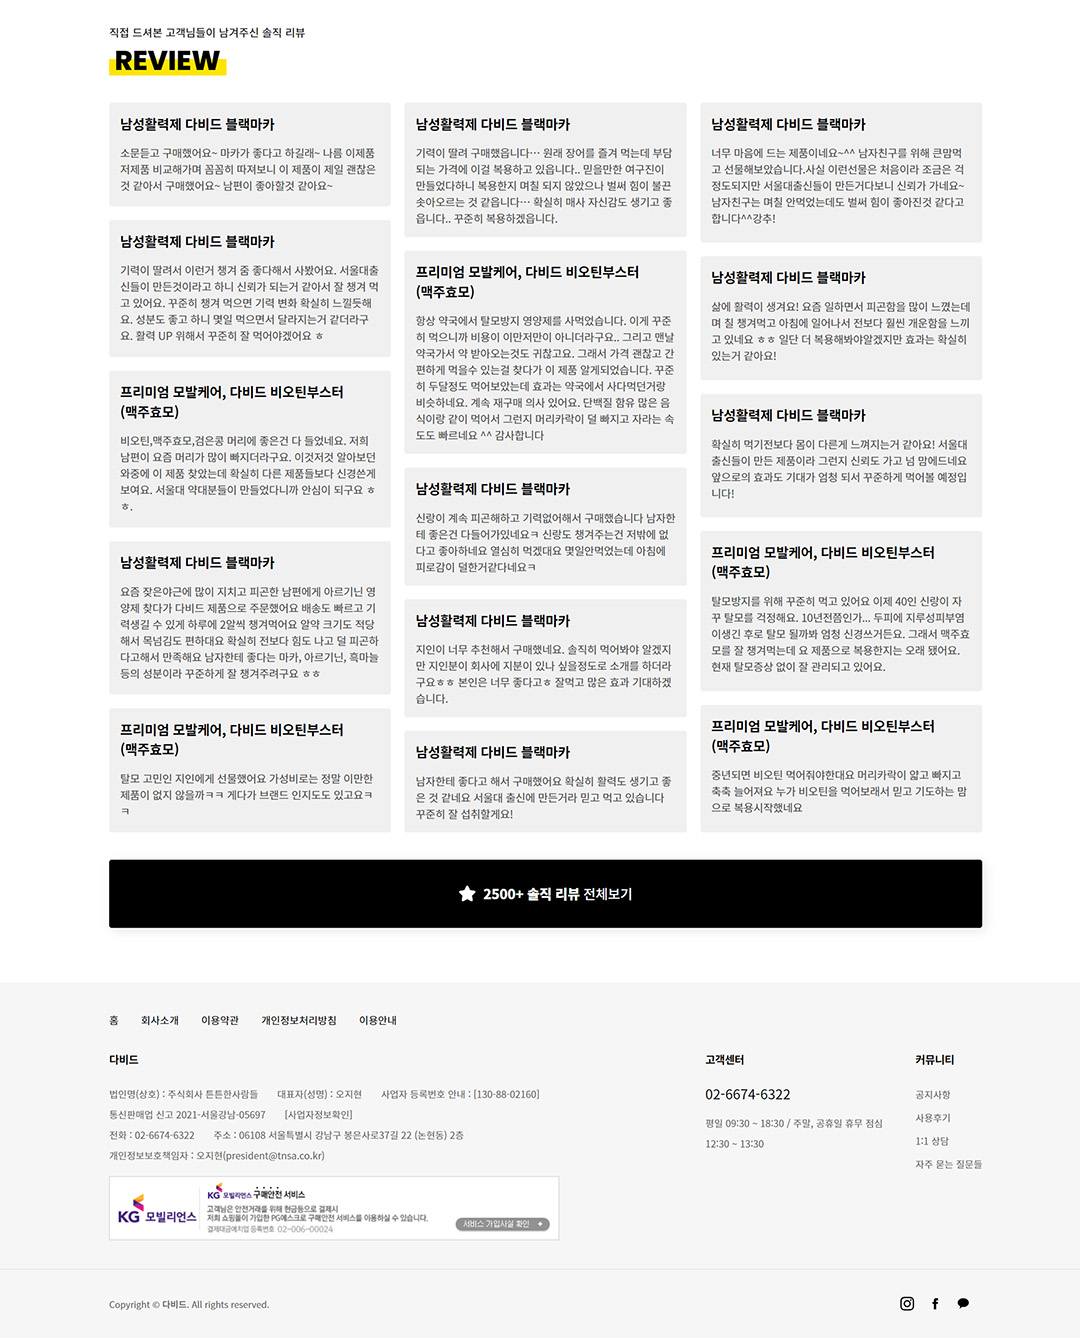 직접 드셔본 고객님들이 남겨주신 솔직 리뷰
REVIEW
남성활력제 다비드 블랙마카
소문듣고 구매했어요~ 마카가 좋다고 하길래~ 나름 이제품
저제품 비교해가며 꼼꼼히 따져보니 이 제품이 제일 괜찮은
것 같아서 구매했어요~ 남편이 좋아할것 같아요~
남성활력제 다비드 블랙마카
기력이 딸려서 이런거 챙겨 줌 좋다해서 사봤어요. 서울대출
신들이 만든것이라고 하니 신뢰가 되는거 같아서 잘 챙겨 먹
고 있어요. 꾸준히 챙겨 먹으면 기력 변화 확실히 느낄듯해
요. 성분도 좋고 하니 몇일 먹으면서 달라지는거 같더라구
요. 활력 UP 위해서 꾸준히 잘 먹어야겠어요 ㅎ
프리미엄 모발케어, 다비드 비오틴부스터
(맥주효모)
비오틴,맥주효모,검은콩 머리에 좋은건 다 들었네요. 저희
남편이 요즘 머리가 많이 빠지더라구요. 이것저것 알아보던
와중에 이 제품 찾았는데 확실히 다른 제품들보다 신경쓴게
보여요. 서울대 약대분들이 만들었다니까 안심이 되구요 ㅎ
ㅎ.
남성활력제 다비드 블랙마카
요즘 잦은야근에 많이 지치고 피곤한 남편에게 아르기닌 영
양제 찾다가 다비드 제품으로 주문했어요 배송도 빠르고 기
력생길 수 있게 하루에 2알씩 챙겨먹어요 알약 크기도 적당
해서 목넘김도 편하대요 확실히 전보다 힘도 나고 덜 피곤하
다고해서 만족해요 남자한테 좋다는 마카, 아르기닌, 흑마늘
등의 성분이라 꾸준하게 잘 챙겨주려구요 ㅎㅎ
프리미엄 모발케어, 다비드 비오틴부스터
(맥주효모)
탈모 고민인 지인에게 선물했어요 가성비로는 정말 이만한
제품이 없지 않을까ㅋㅋ 게다가 브랜드 인지도도 있고요ㅋ
ㅋ
남성활력제 다비드 블랙마카
기력이 딸려 구매했읍니다… 원래 장어를 즐겨 먹는데 부담
되는 가격에 이걸 복용하고 있읍니다.. 믿을만한 여구진이
만들었다하니 복용한지 며칠 되지 않았으나 벌써 힘이 불끈
솟아오르는 것 같읍니다… 확실히 매사 자신감도 생기고 좋
읍니다.. 꾸준히 복용하겠읍니다.
프리미엄 모발케어, 다비드 비오틴부스터
(맥주효모)
항상 약국에서 탈모방지 영양제를 사먹었습니다. 이게 꾸준
히 먹으니까 비용이 이만저만이 아니더라구요.. 그리고 맨날
약국가서 약 받아오는것도 귀찮고요. 그래서 가격 괜찮고 간
편하게 먹을수 있는걸 찾다가 이 제품 알게되었습니다. 꾸준
히 두달정도 먹어보았는데 효과는 약국에서 사다먹던거랑
비슷하네요. 계속 재구매 의사 있어요. 단백질 함유 많은 음
식이랑 같이 먹어서 그런지 머리카락이 덜 빠지고 자라는 속
도도 빠르네요 ^^ 감사합니다
남성활력제 다비드 블랙마카
신랑이 계속 피곤해하고 기력없어해서 구매했습니다 남자한
테 좋은건 다들어가있네요ㅋ 신랑도 챙겨주는건 저밖에 없
다고 좋아하네요 열심히 먹겠대요 몇일안먹었는데 아침에
피로감이 덜한거같다네요ㅋ
남성활력제 다비드 블랙마카
지인이 너무 추천해서 구매했네요. 솔직히 먹어봐야 알겠지
만 지인분이 회사에 지분이 있나 싶을정도로 소개를 하더라
구요ㅎㅎ 본인은 너무 좋다고ㅎ 잘먹고 많은 효과 기대하겠
습니다.
남성활력제 다비드 블랙마카
남자한테 좋다고 해서 구매했어요 확실히 활력도 생기고 좋
은 것 같네요 서울대 출신에 만든거라 믿고 먹고 있습니다
꾸준히 잘 섭취할게요!
남성활력제 다비드 블랙마카
너무 마음에 드는 제품이네요~^^ 남자친구를 위해 큰맘먹
고 선물해보았습니다.사실 이런선물은 처음이라 조금은 걱
정도되지만 서울대출신들이 만든거다보니 신뢰가 가네요~
남자친구는 며칠 안먹었는데도 벌써 힘이 좋아진것 같다고
합니다^^강추!
남성활력제 다비드 블랙마카
삶에 활력이 생겨요! 요즘 일하면서 피곤함을 많이 느꼈는데
며 칠 챙겨먹고 아침에 일어나서 전보다 훨씬 개운함을 느끼
고 있네요 ㅎㅎ 일단 더 복용해봐야알겠지만 효과는 확실히
있는거 같아요!
남성활력제 다비드 블랙마카
확실히 먹기전보다 몸이 다른게 느껴지는거 같아요! 서울대
출신들이 만든 제품이라 그런지 신뢰도 가고 넘 맘에드네요
앞으로의 효과도 기대가 엄청 되서 꾸준하게 먹어볼 예정입
니다!
프리미엄 모발케어, 다비드 비오틴부스터
(맥주효모)
탈모방지를 위해 꾸준히 먹고 있어요 이제 40인 신랑이 자
꾸 탈모를 걱정해요. 10년전쯤인가... 두피에 지루성피부염
이생긴 후로 탈모 될까봐 엄청 신경쓰거든요. 그래서 맥주효
모를 잘 챙겨먹는데 요 제품으로 복용한지는 오래 됐어요.
현재 탈모증상 없이 잘 관리되고 있어요.
프리미엄 모발케어, 다비드 비오틴부스터
(맥주효모)
중년되면 비오틴 먹어줘야한대요 머리카락이 얇고 빠지고
축축 늘어져요 누가 비오틴을 먹어보래서 믿고 기도하는 맘
으로 복용시작했네요
2500+ 솔직 리뷰 전체보기
홈 회사소개 이용약관 개인정보처리방침 이용안내
다비드
법인명(상호) : 주식회사 튼튼한사람들 대표자(성명) : 오지현 사업자 등록번호 안내 : [130-88-02160]
통신판매업 신고 2021-서울강남-05697 [사업자정보확인]
전화 : 02-6674-6322 주소 : 06108 서울특별시 강남구 봉은사로37길 22 (논현동) 2층
개인정보보호책임자 : 오지현(president@tnsa.co.kr)
KG 모빌리언스
KG 모빌리언스 구매안전 서비스
고객님은 안전거래를 위해 현금등으로 결제시
저희 쇼핑몰이 가입한 PG에스크로 구매안전 서비스를 이용하실 수 있습니다.
결제대금예치업 등록번호 02-006-00024
서비스 가입사실 확인
고객센터
02-6674-6322
평일 09:30 ~ 18:30 / 주말, 공휴일 휴무 점심
12:30 ~ 13:30
커뮤니티
공지사항
사용후기
1:1 상담
자주 묻는 질문들
Copyright © 다비드. All rights reserved.